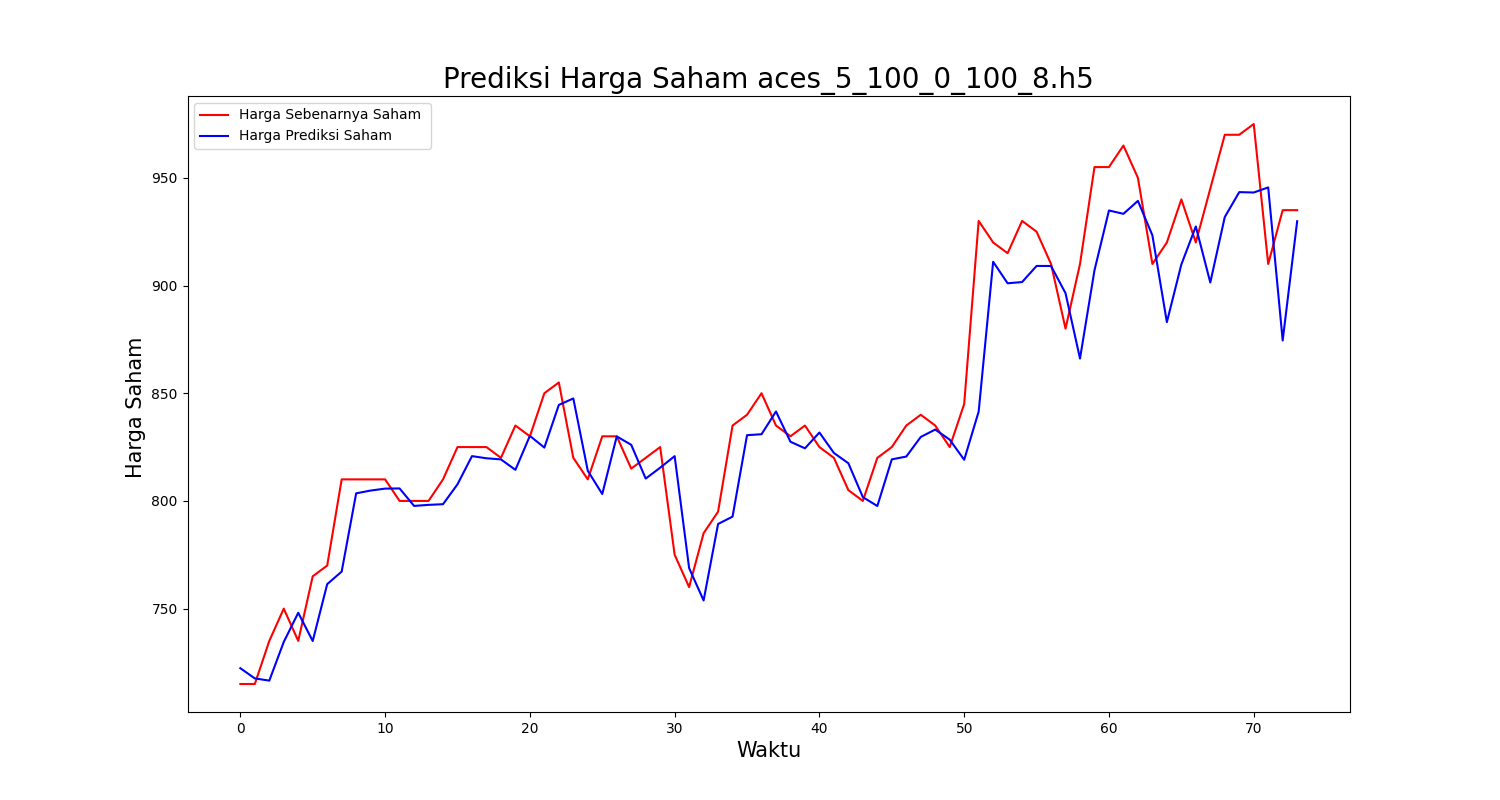 Prediksi Harga Saham aces_5_100_0_100_8.h5
Harga Sebenarnya Saham
Harga Prediksi Saham
950
900
850
800
750
Harga Saham
0 10 20 30 40 50 60 70
Waktu